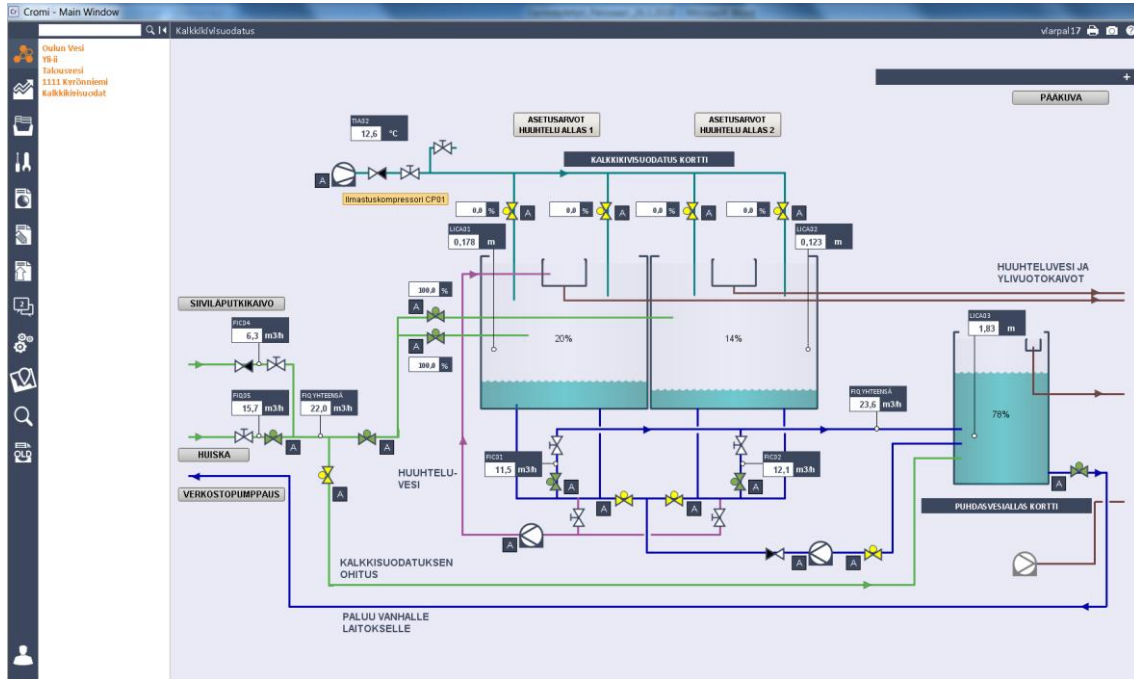 Cromi - Main Window
Kalkkikivisuodatus
viarpal17
Oulun Vesi
Yli-ii
Talousvesi
1111 Kyrönniemi
Kalkkikivisuodat
PÄÄKUVA
TIA02
12,6 °C
ASETUSARVOT
HUUHTELU ALLAS 1
ASETUSARVOT
HUUHTELU ALLAS 2
KALKKIKIVISUODATUS KORTTI
A
Ilmastuskompressori CP01
0,0 %
A
0,0 %
A
0,0 %
A
0,0 %
A
LICA01
0,178 m
LICA02
0,123 m
HUUHTELUVESI JA
YLIVUOTOKAIVOT
100,0 %
A
SIIVILÄPUTKIKAIVO
FIC04
6,3 m3/h
20%
14%
LICA03
1,83 m
A
100,0 %
FIQ05
15,7 m3/h
FIQ YHTEENSÄ
22,0 m3/h
FIQ YHTEENSÄ
23,6 m3/h
78%
A
A
HUISKA
HUUHTELU-
VESI
FIC01
11,5 m3/h
FIC02
12,1 m3/h
VERKOSTOPUMPPAUS
A
A
A
A
A
A
PUHDASVESIALLAS KORTTI
A
A
A
KALKKISUODATUKSEN
OHITUS
PALUU VANHALLE
LAITOKSELLE
2
OLD